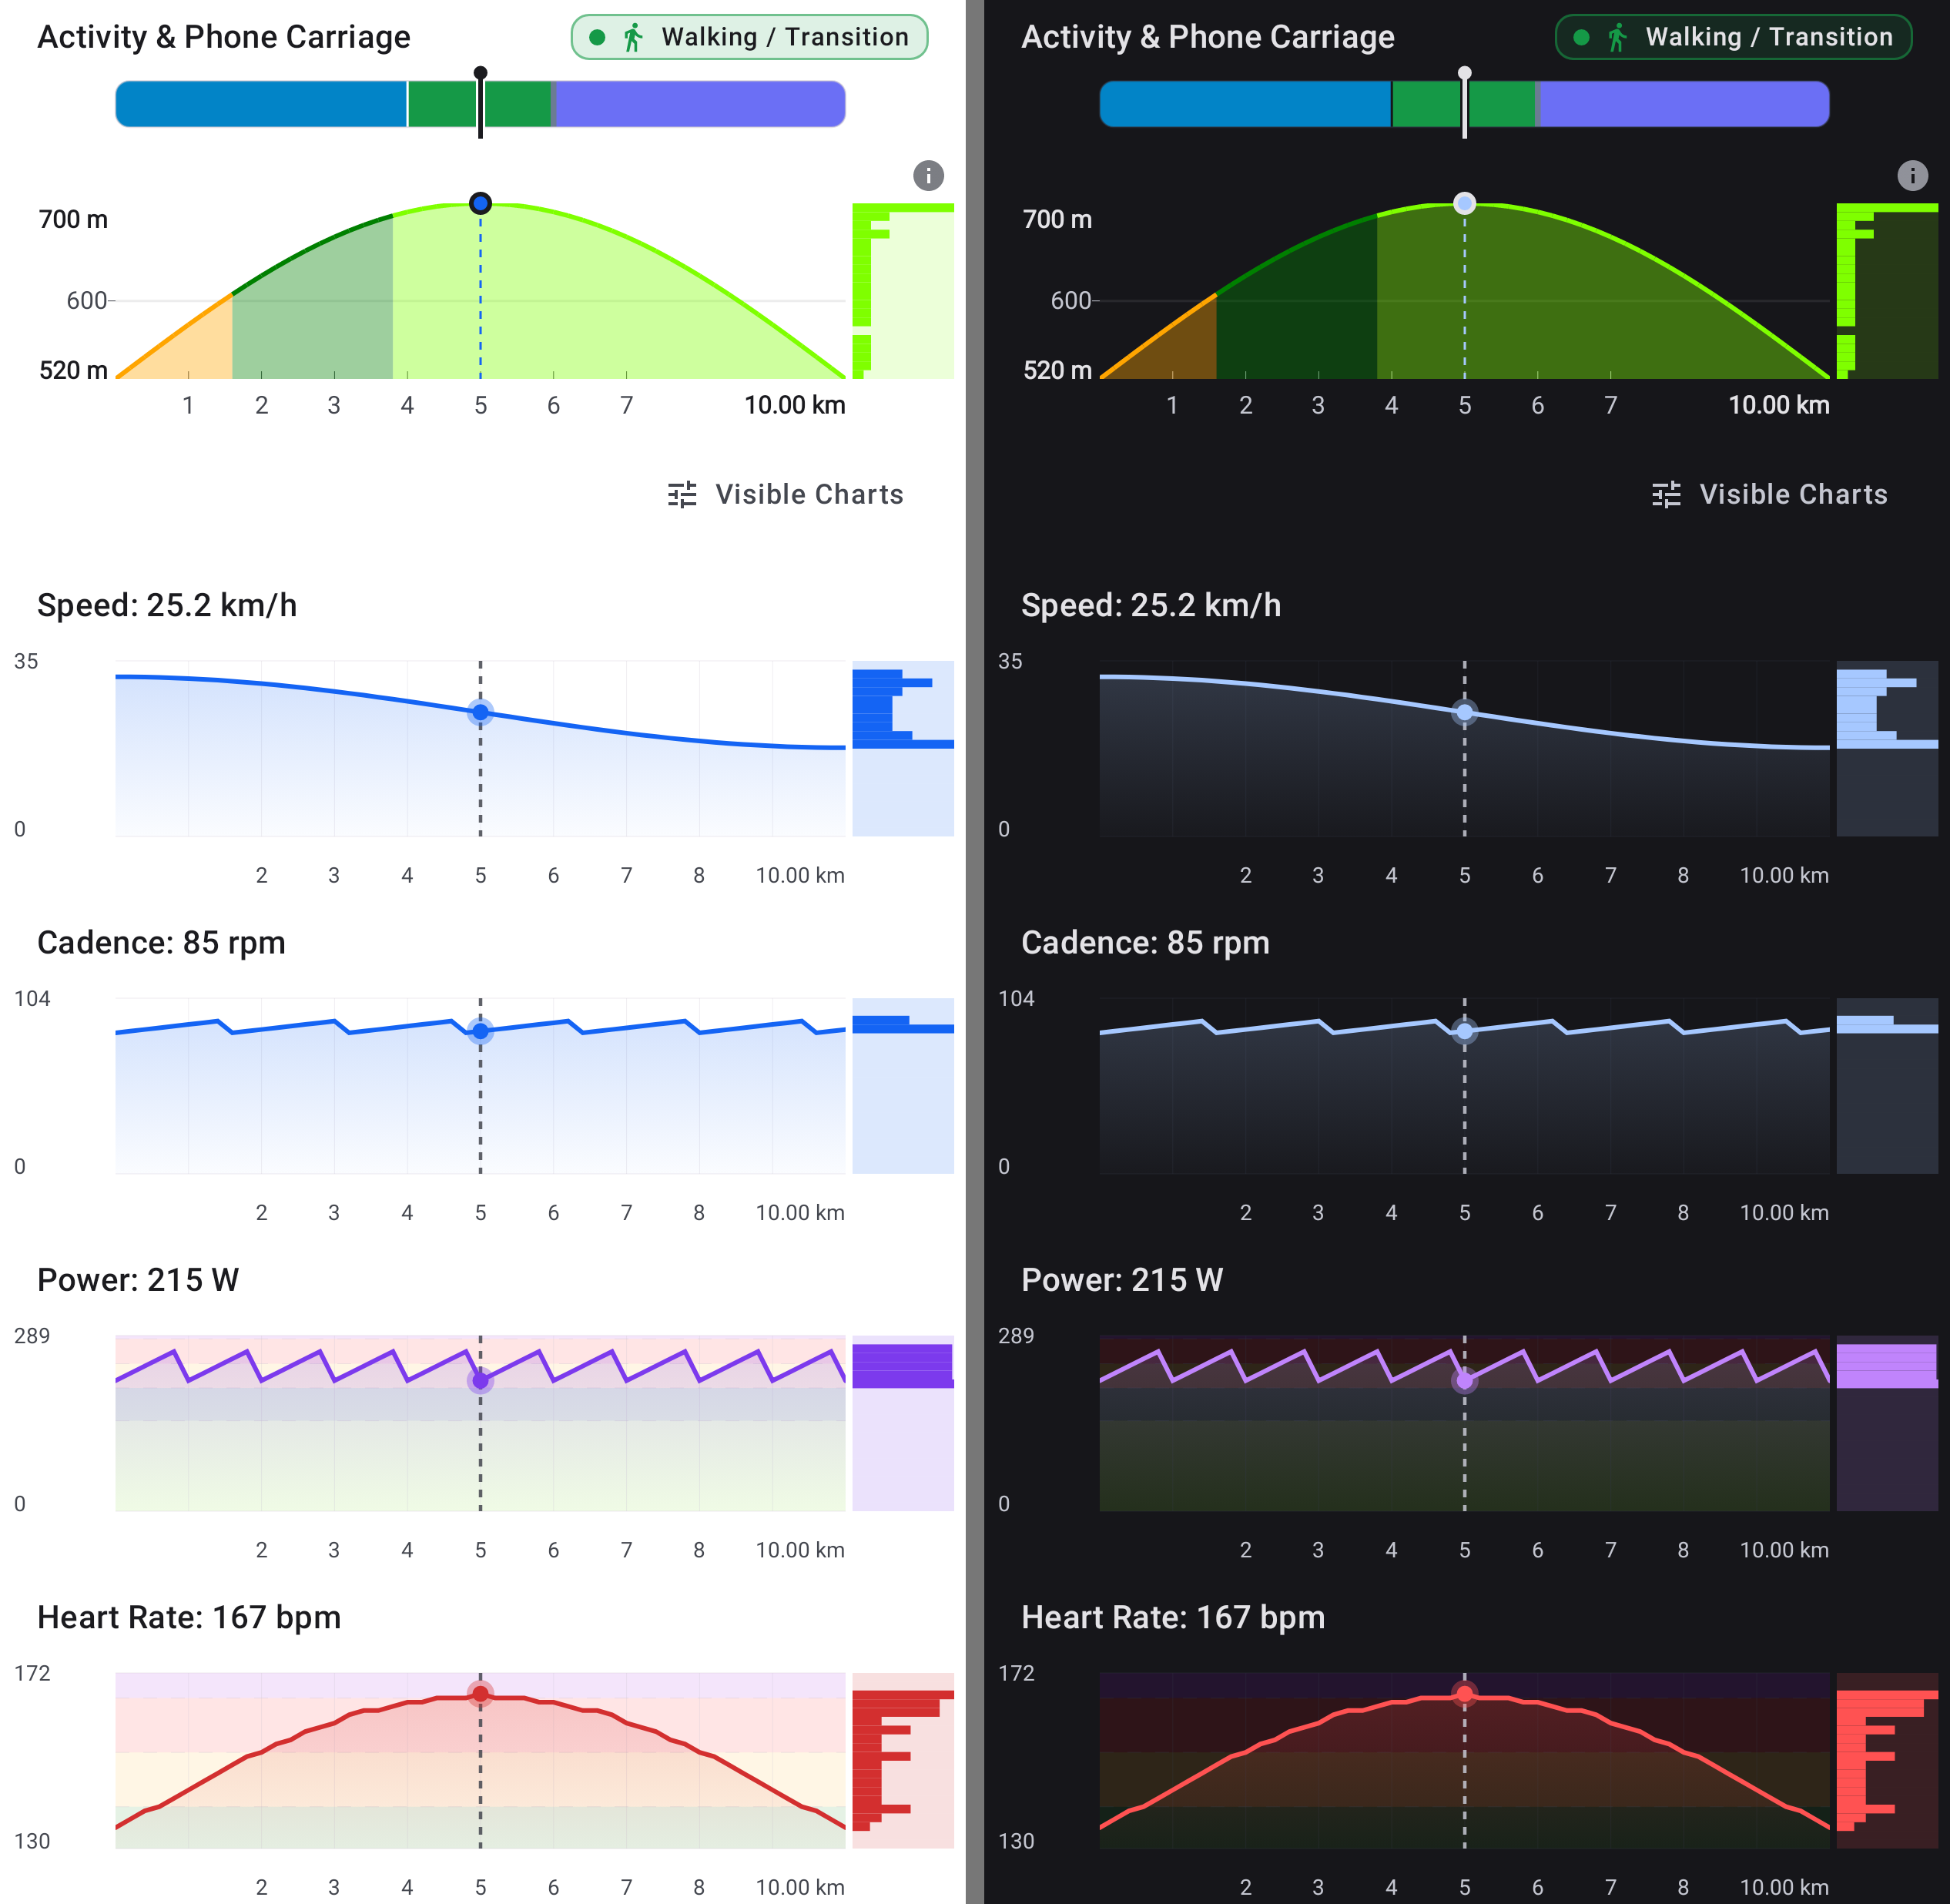 Activity & Phone Carriage
Walking / Transition
700 m
600
520 m
1 2 3 4 5 6 7 10.00 km
Visible Charts
Speed: 25.2 km/h
35
0
2 3 4 5 6 7 8 10.00 km
Cadence: 85 rpm
104
0
2 3 4 5 6 7 8 10.00 km
Power: 215 W
289
0
2 3 4 5 6 7 8 10.00 km
Heart Rate: 167 bpm
172
130
2 3 4 5 6 7 8 10.00 km
Activity & Phone Carriage
Walking / Transition
700 m
600
520 m
1 2 3 4 5 6 7 10.00 km
Visible Charts
Speed: 25.2 km/h
35
0
2 3 4 5 6 7 8 10.00 km
Cadence: 85 rpm
104
0
2 3 4 5 6 7 8 10.00 km
Power: 215 W
289
0
2 3 4 5 6 7 8 10.00 km
Heart Rate: 167 bpm
172
130
2 3 4 5 6 7 8 10.00 km